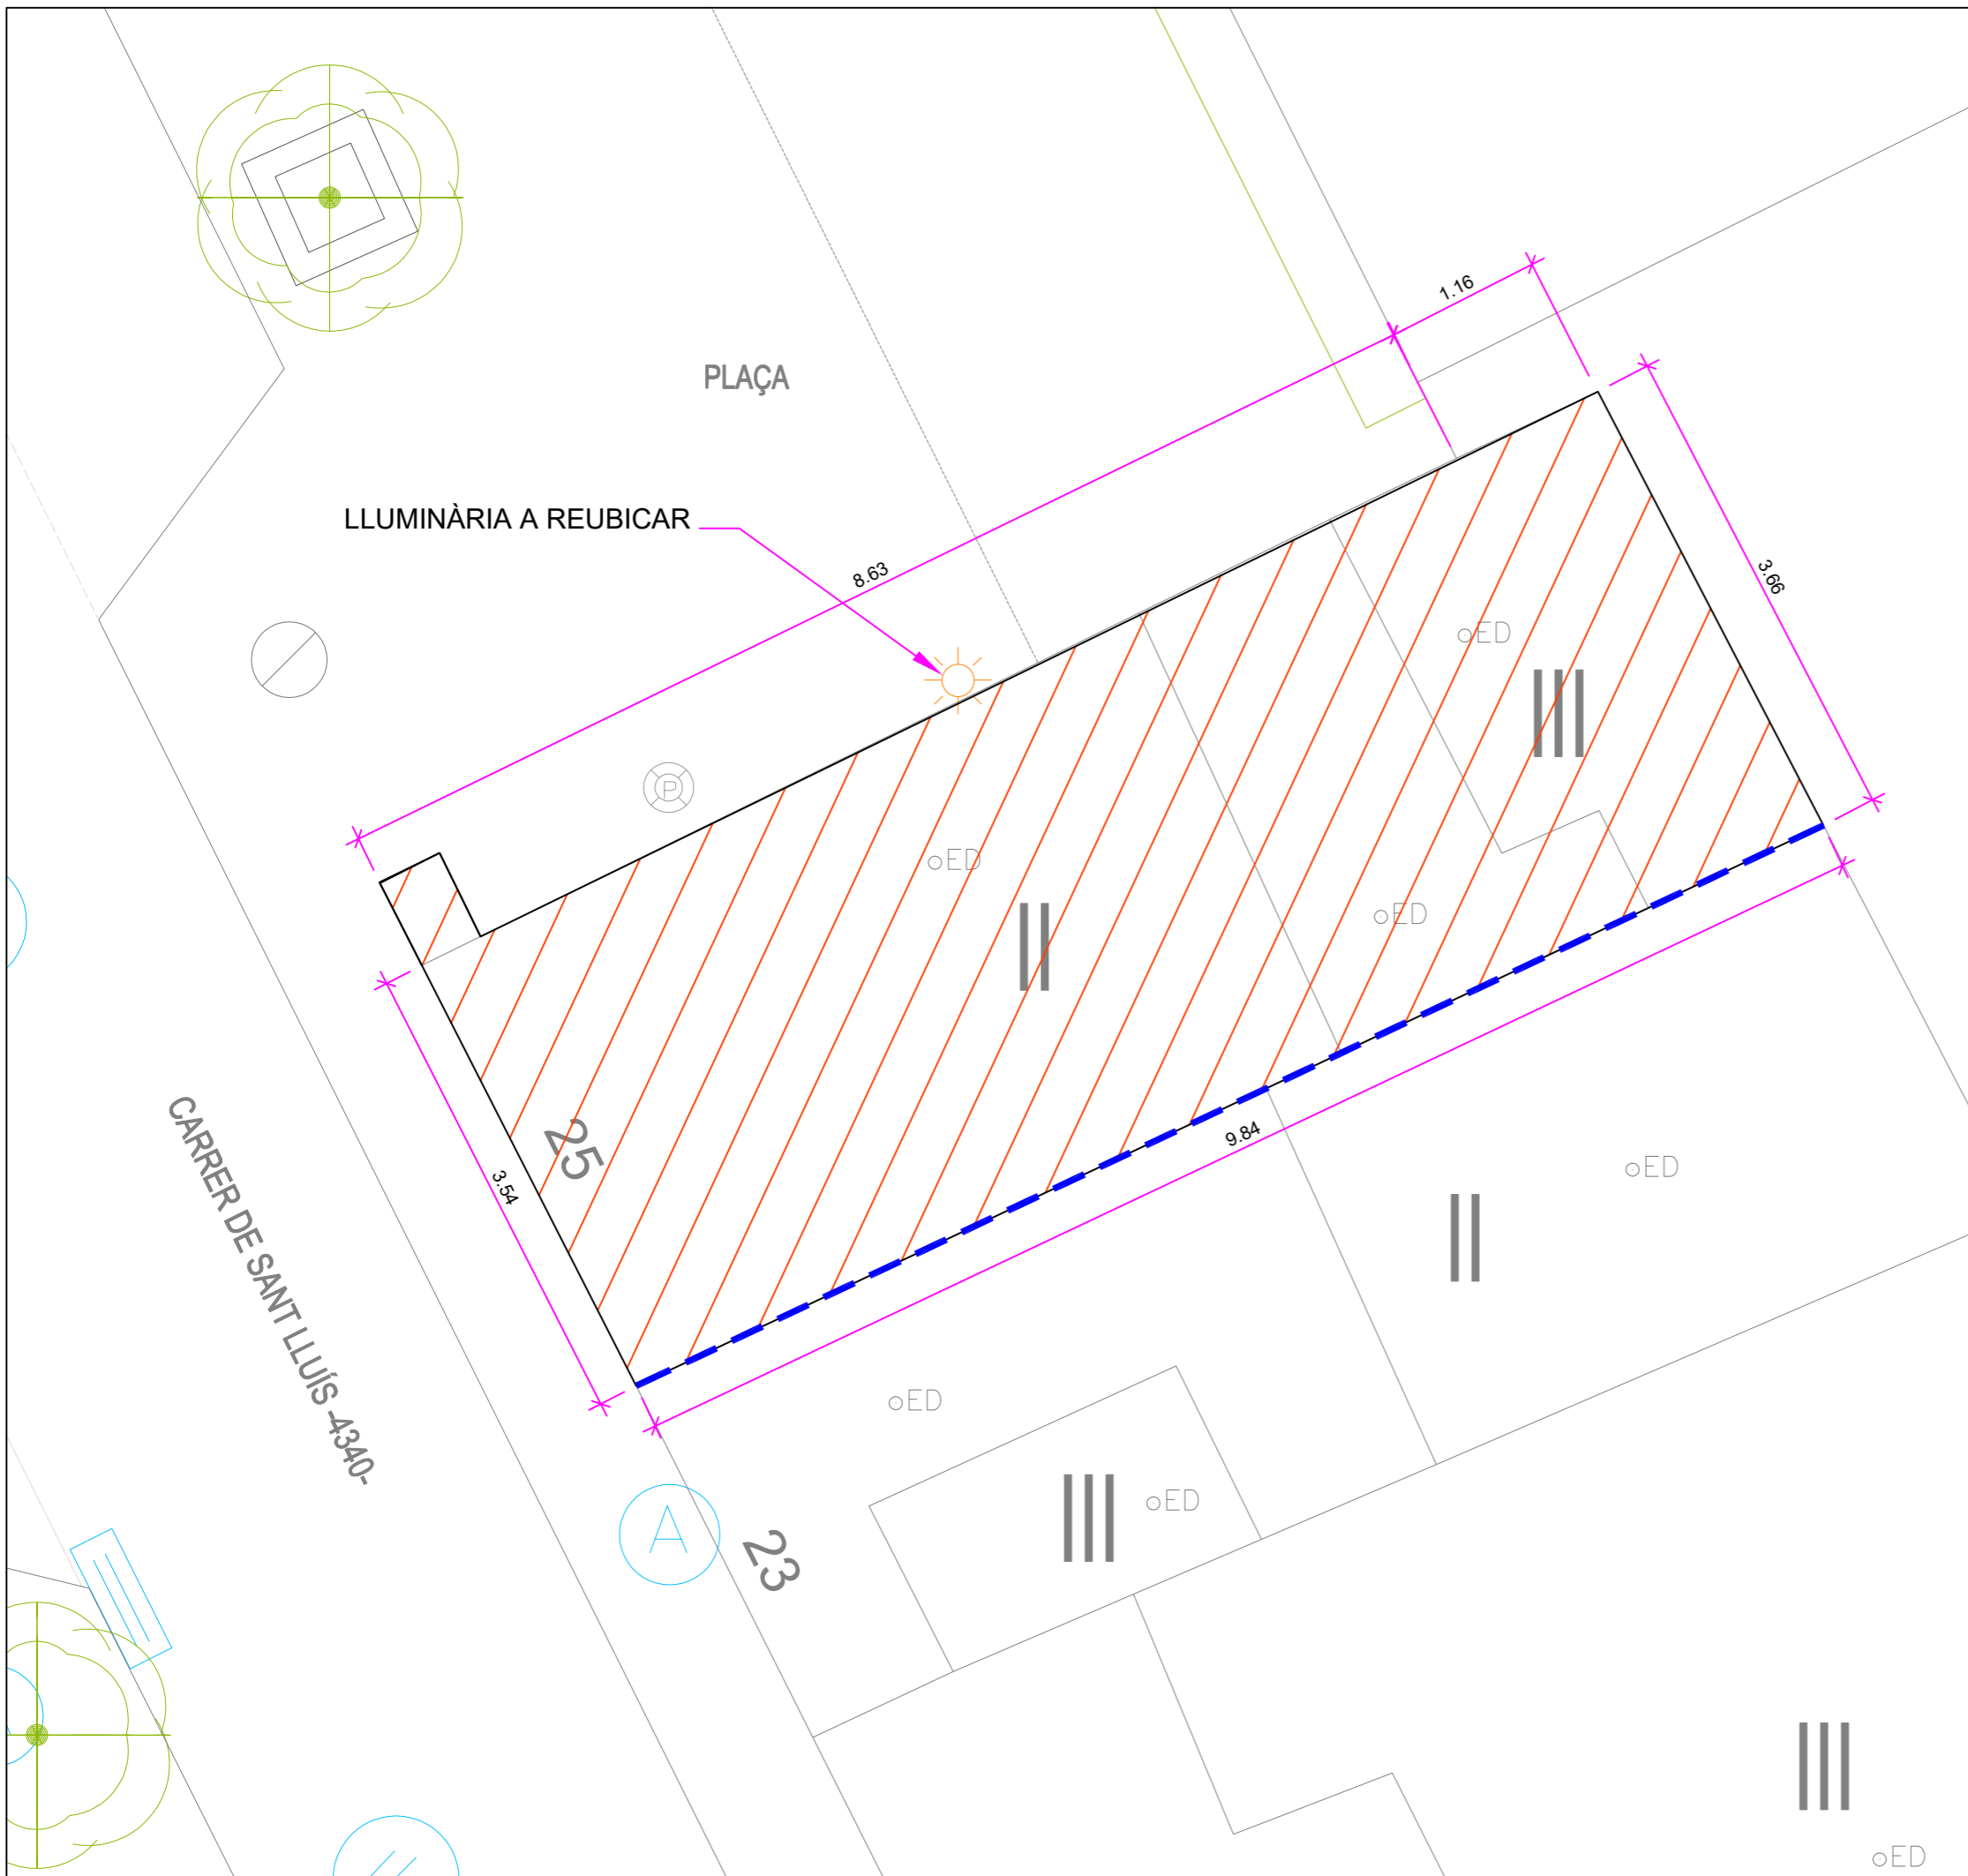 1.16
PLAÇA
LLUMINÀRIA A REUBICAR
8.63
3.66
ED
III
P
ED
ED
II
25
9.84
3.54
CARRER DE SANT LLUÍS -4340-
ED
II
ED
III
ED
A
23
III
ED